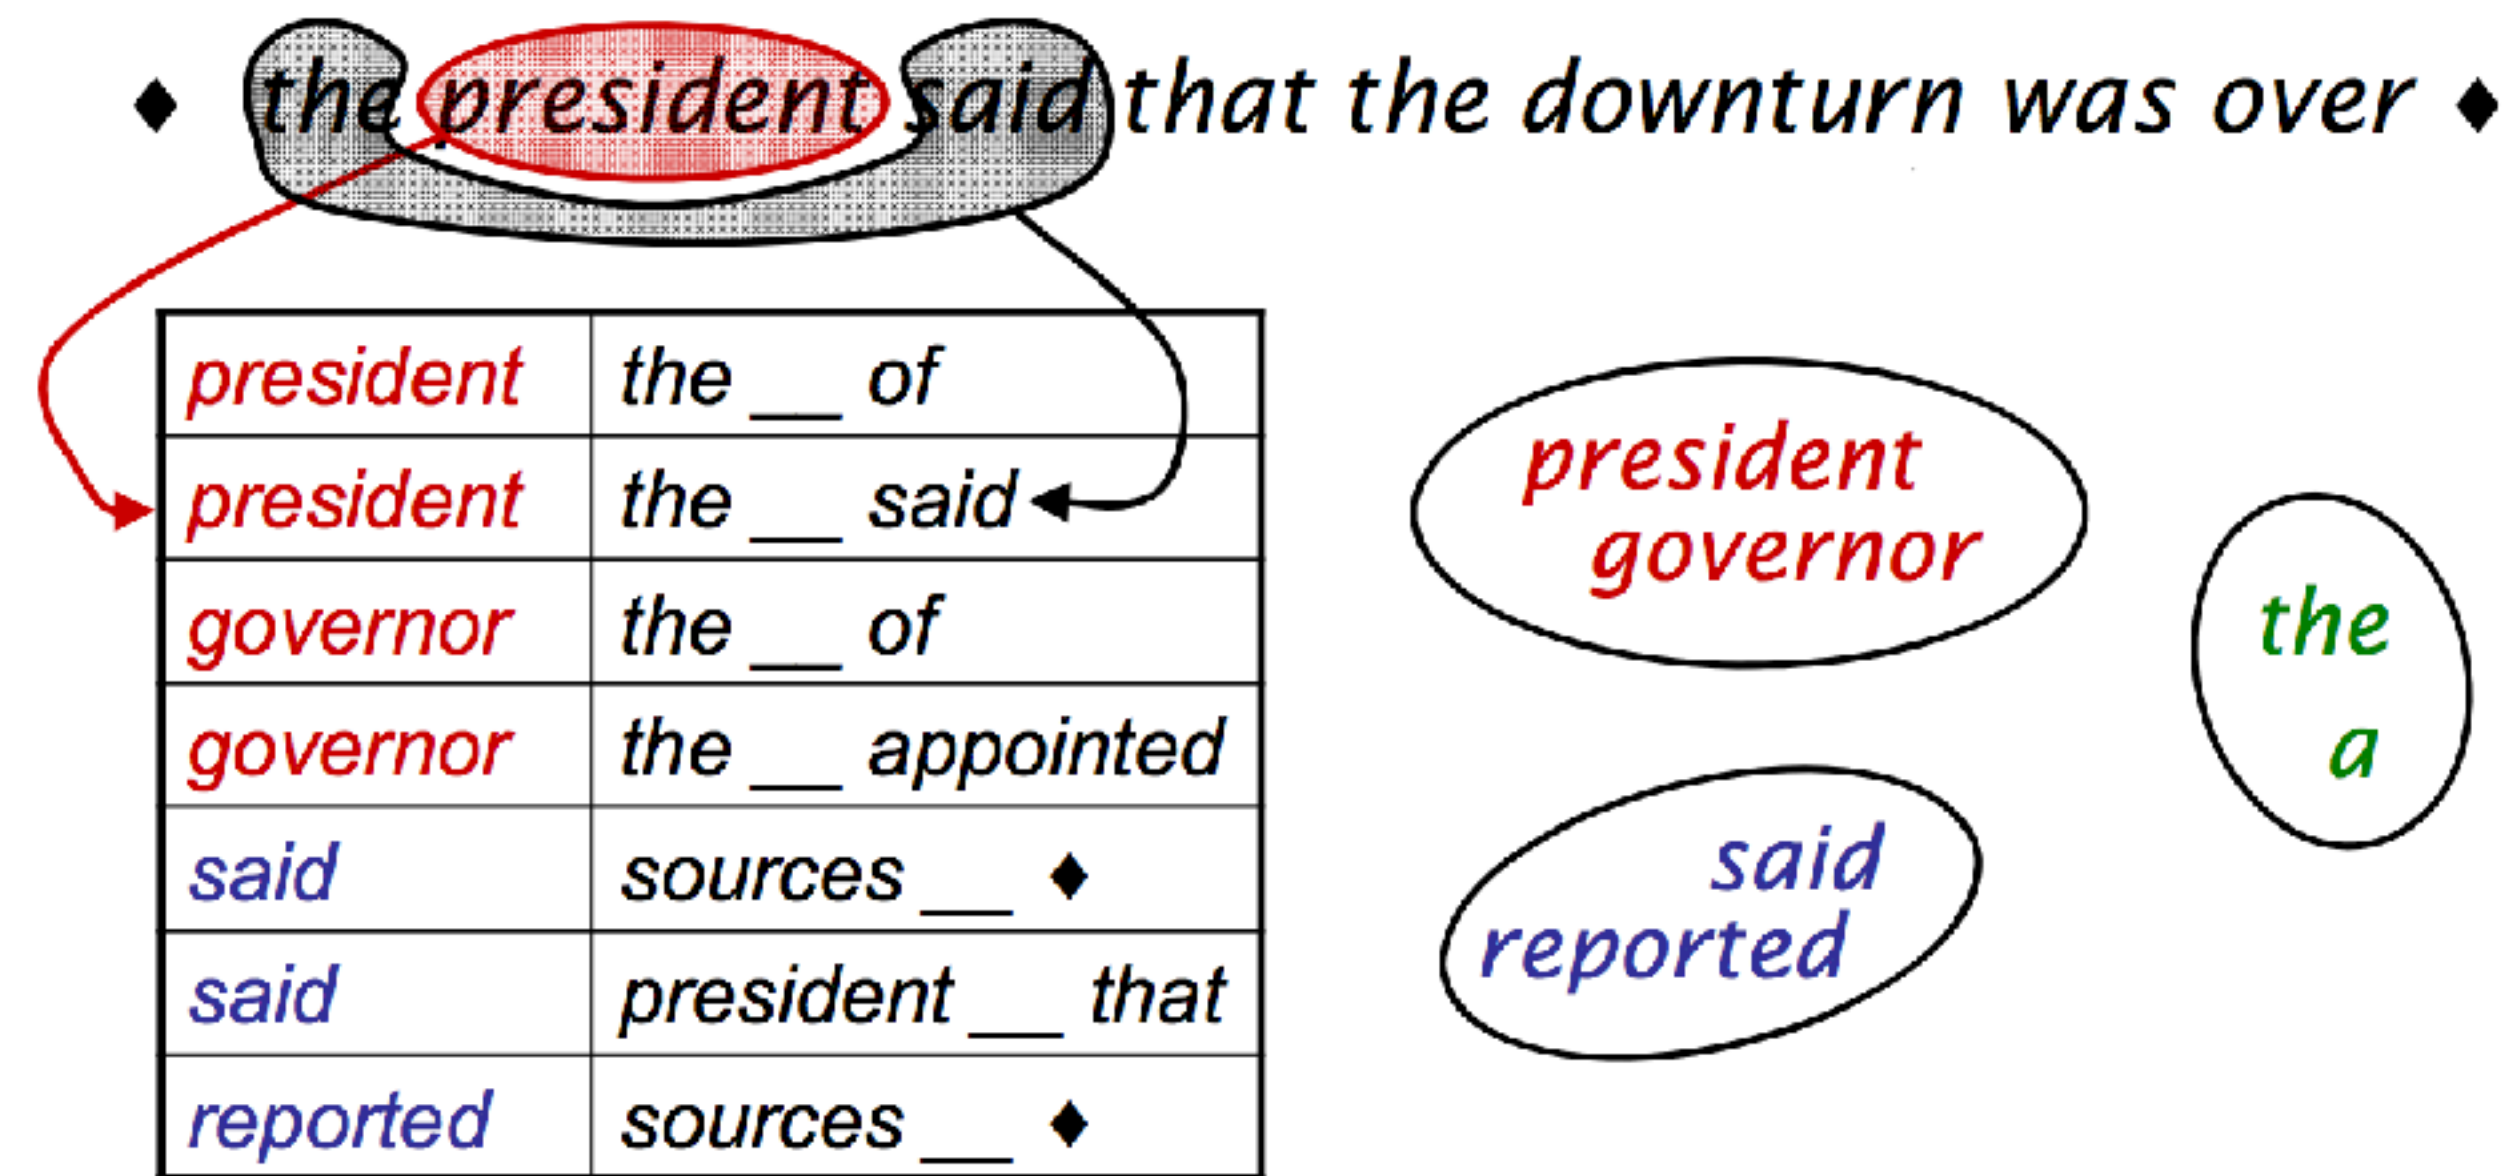 ♦ the president said that the downturn was over ♦
president the __ of
president the __ said
governor the __ of
governor the __ appointed
said sources __ ♦
said president __ that
reported sources __ ♦
president
governor
the
a
said
reported